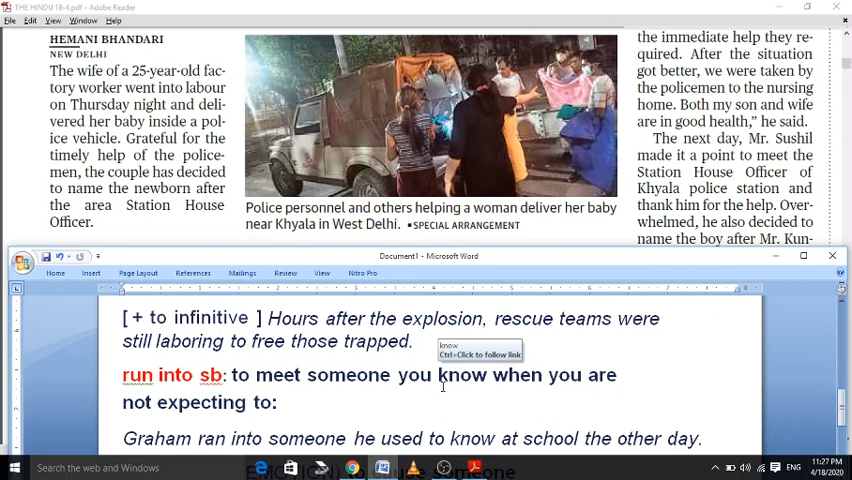 THE HINDU 18-4.pdf - Adobe Reader
File Edit View Window Help
HEMANI BHANDARI
NEW DELHI
The wife of a 25-year-old fac-
tory worker went into labour
on Thursday night and deli-
vered her baby inside a pol-
ice vehicle. Grateful for the
timely help of the police-
men, the couple has decided
to name the newborn after
the area Station House
Officer.
Police personnel and others helping a woman deliver her baby
near Khyala in West Delhi. ▪SPECIAL ARRANGEMENT
the immediate help they re-
quired. After the situation
got better, we were taken by
the policemen to the nursing
home. Both my son and wife
are in good health,” he said.
The next day, Mr. Sushil
made it a point to meet the
Station House Officer of
Khyala police station and
thank him for the help. Over-
whelmed, he also decided to
name the boy after Mr. Kun-
Document1 - Microsoft Word
Home Insert Page Layout References Mailings Review View Nitro Pro
[ + to infinitive ] Hours after the explosion, rescue teams were
still laboring to free those trapped.
know
Ctrl+Click to follow link
run into sb: to meet someone you know when you are
not expecting to:
Graham ran into someone he used to know at school the other day.
EMOTION) to cause someone
Search the web and Windows
ENG
11:27 PM
4/18/2020